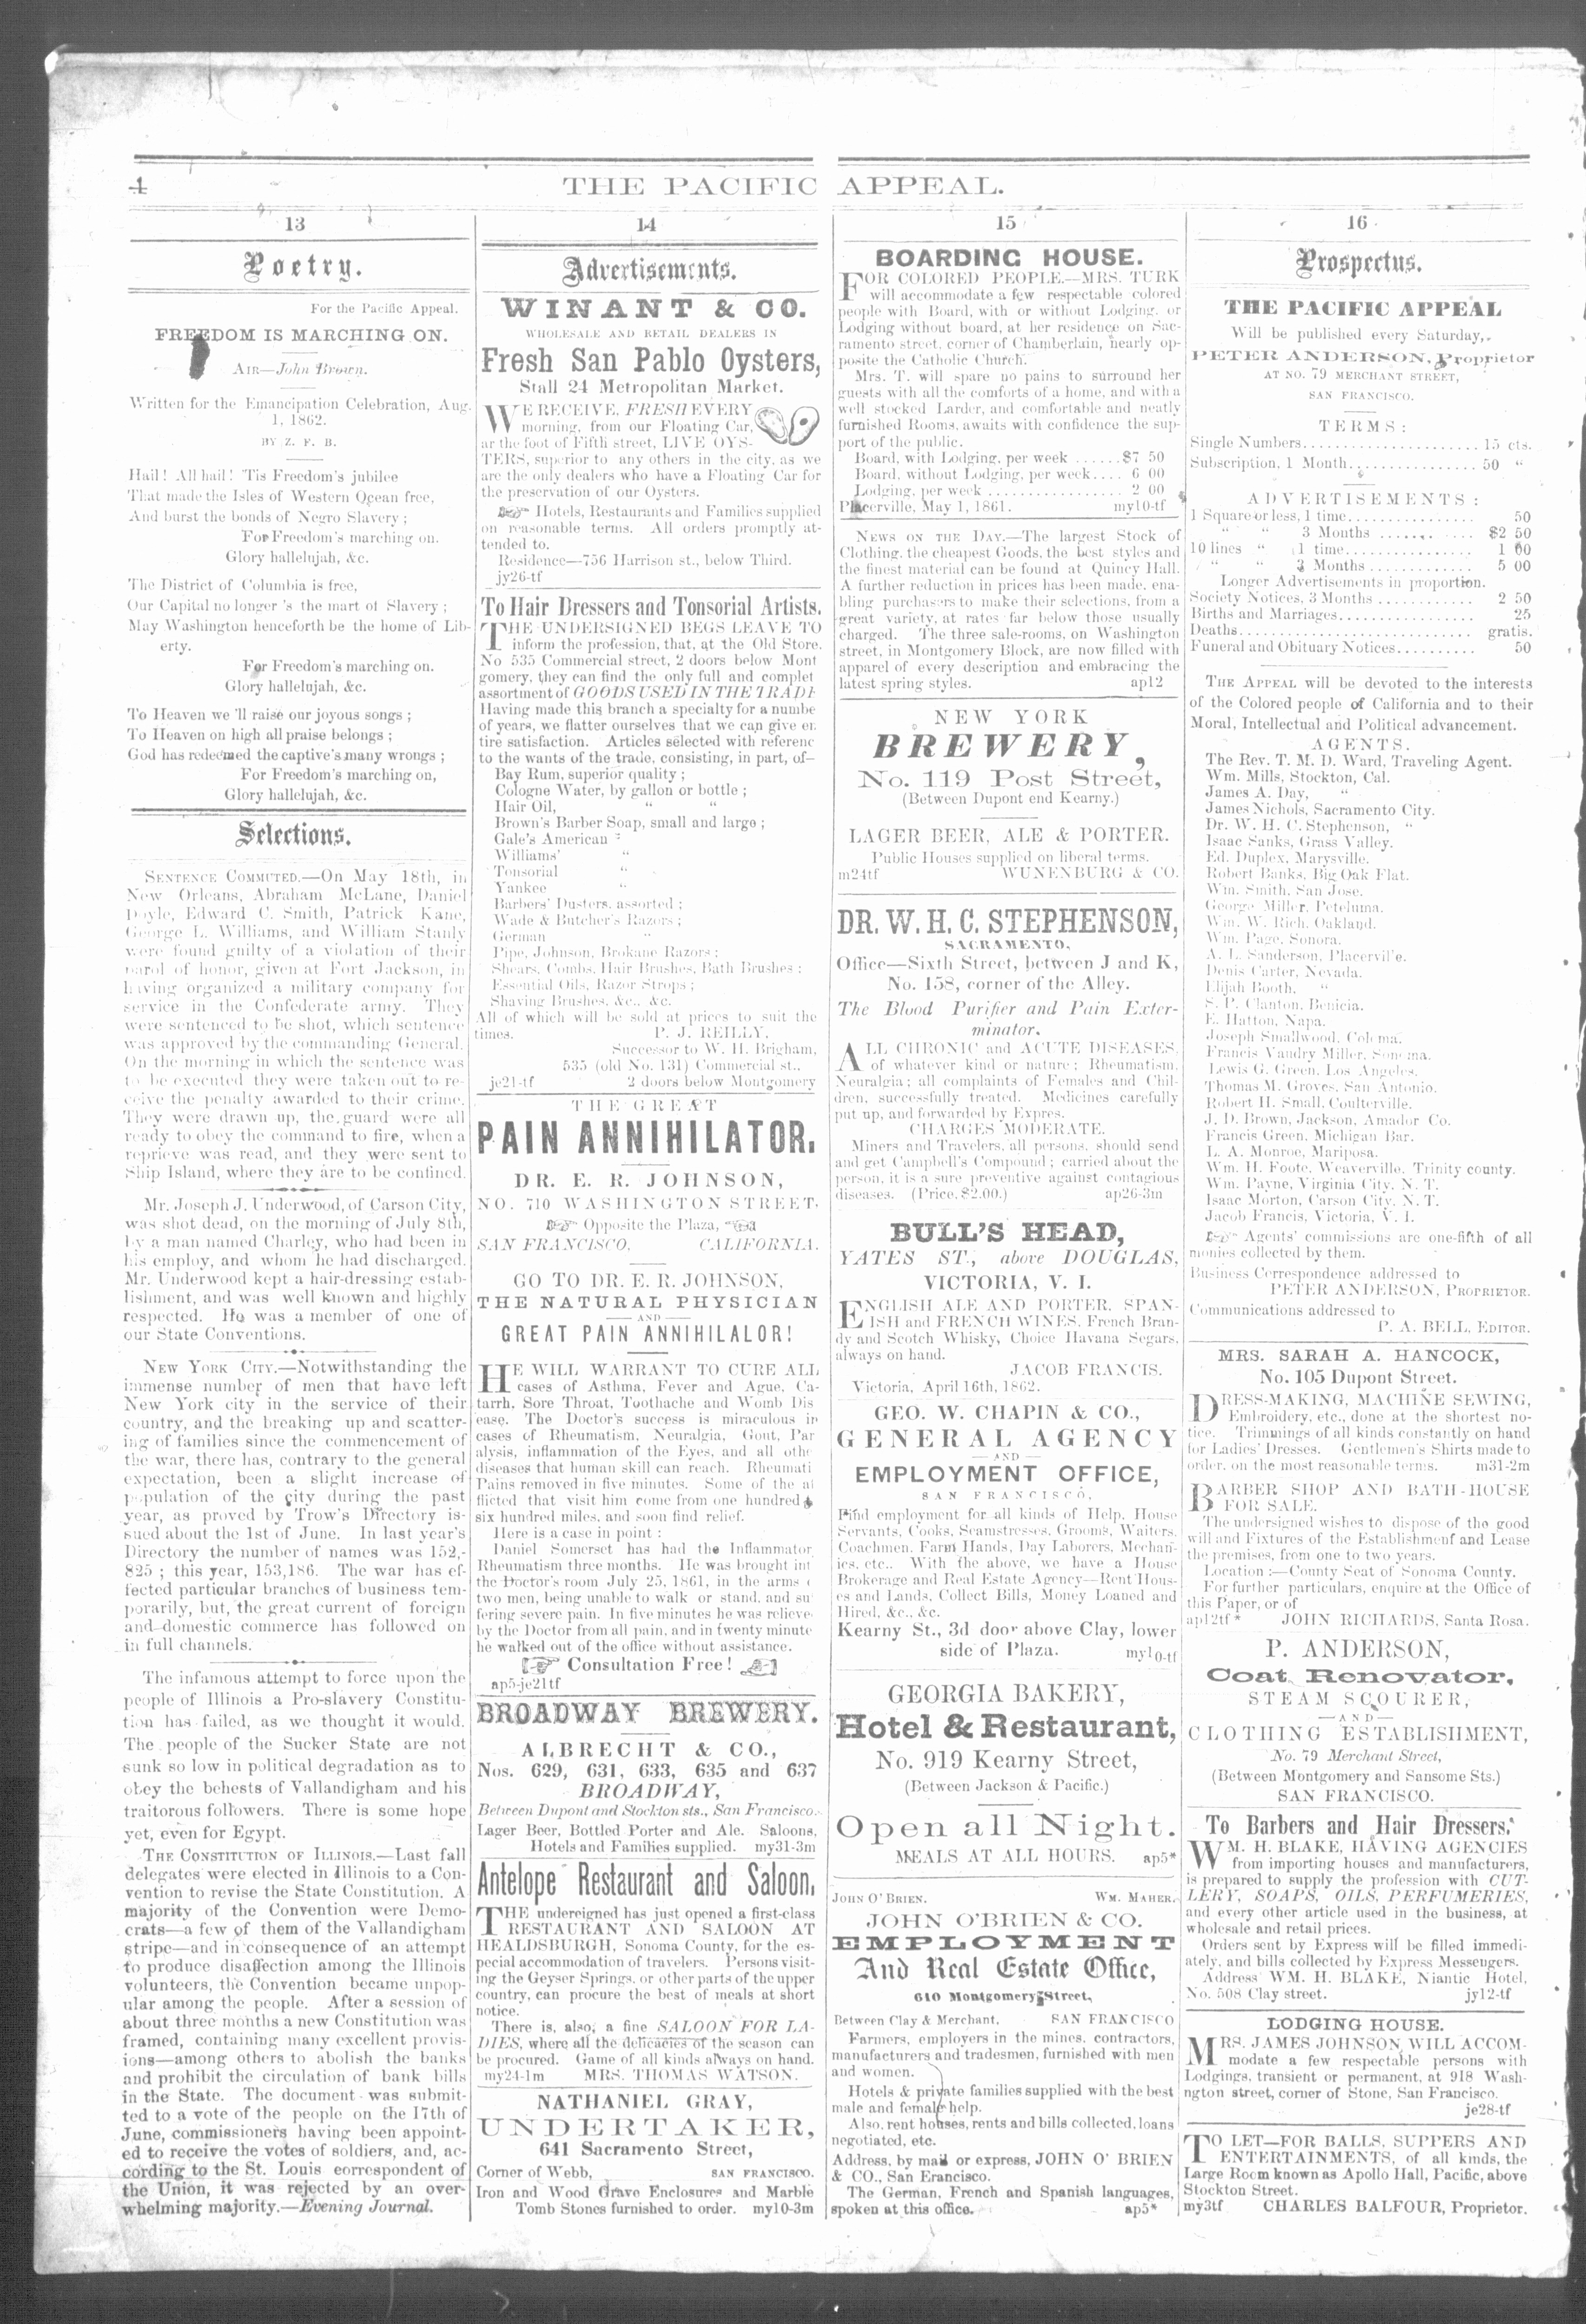 4
THE PACIFIC APPEAL.
13
Poetry.
For the Pacific Appeal.
FREEDOM IS MARCHING ON.
AIR—John Brown.
Written for the Emancipation Celebration, Aug.
1, 1862.
BY Z. F. B.
Hail! All hail! 'Tis Freedom's jubilee
That made the Isles of Western Ocean free,
And burst the bonds of Negro Slavery;
For Freedom's marching on.
Glory hallelujah, &c.
The District of Columbia is free,
Our Capital no longer 's the mart of Slavery;
May Washington henceforth be the home of Lib-
erty.
For Freedom's marching on.
Glory hallelujah, &c.
To Heaven we 'll raise our joyous songs;
To Heaven on high all praise belongs;
God has redeemed the captive's many wrongs;
For Freedom's marching on,
Glory hallelujah, &c.
Selections.
SENTENCE COMMUTED.—On May 18th, in
New Orleans, Abraham McLane, Daniel
Doyle, Edward C. Smith, Patrick Kane,
George L. Williams, and William Stanly
were found guilty of a violation of their
parol of honor, given at Fort Jackson, in
having organized a military company for
service in the Confederate army. They
were sentenced to be shot, which sentence
was approved by the commanding General.
On the morning in which the sentence was
to be executed they were taken out to re-
ceive the penalty awarded to their crime.
They were drawn up, the guard were all
ready to obey the command to fire, when a
reprieve was read, and they were sent to
Ship Island, where they are to be confined.
Mr. Joseph J. Underwood, of Carson City,
was shot dead, on the morning of July 8th,
by a man named Charley, who had been in
his employ, and whom he had discharged.
Mr. Underwood kept a hair-dressing estab-
lishment, and was well known and highly
respected. He was a member of one of
our State Conventions.
NEW YORK CITY.—Notwithstanding the
immense number of men that have left
New York city in the service of their
country, and the breaking up and scatter-
ing of families since the commencement of
the war, there has, contrary to the general
expectation, been a slight increase of
population of the city during the past
year, as proved by Trow's Directory is-
sued about the 1st of June. In last year's
Directory the number of names was 152,-
825; this year, 153,186. The war has ef-
fected particular branches of business tem-
porarily, but, the great current of foreign
and domestic commerce has followed on
in full channels.
The infamous attempt to force upon the
people of Illinois a Pro-slavery Constitu-
tion has failed, as we thought it would.
The people of the Sucker State are not
sunk so low in political degradation as to
obey the behests of Vallandigham and his
traitorous followers. There is some hope
yet, even for Egypt.
THE CONSTITUTION OF ILLINOIS.—Last fall
delegates were elected in Illinois to a Con-
vention to revise the State Constitution. A
majority of the Convention were Demo-
crats—a few of them of the Vallandigham
stripe—and in consequence of an attempt
to produce disaffection among the Illinois
volunteers, the Convention became unpop-
ular among the people. After a session of
about three months a new Constitution was
framed, containing many excellent provis-
ions—among others to abolish the banks
and prohibit the circulation of bank bills
in the State. The document was submit-
ted to a vote of the people on the 17th of
June, commissioners having been appoint-
ed to receive the votes of soldiers, and, ac-
cording to the St. Louis correspondent of
the Union, it was rejected by an over-
whelming majority.—Evening Journal.
14
Advertisements.
WINANT & CO.
WHOLESALE AND RETAIL DEALERS IN
Fresh San Pablo Oysters,
Stall 24 Metropolitan Market.
WE RECEIVE, FRESH EVERY
morning, from our Floating Car,
ar the foot of Fifth street, LIVE OYS-
TERS, superior to any others in the city, as we
are the only dealers who have a Floating Car for
the preservation of our Oysters.
Hotels, Restaurants and Families supplied
on reasonable terms. All orders promptly at-
tended to.
Residence—756 Harrison st., below Third.
jy26-tf
To Hair Dressers and Tonsorial Artists.
THE UNDERSIGNED BEGS LEAVE TO
inform the profession, that, at the Old Store,
No 535 Commercial street, 2 doors below Mont
gomery, they can find the only full and complet
assortment of GOODS USED IN THE TRADE
Having made this branch a specialty for a numbe
of years, we flatter ourselves that we can give en
tire satisfaction. Articles selected with referenc
to the wants of the trade, consisting, in part, of—
Bay Rum, superior quality;
Cologne Water, by gallon or bottle;
Hair Oil, " "
Brown's Barber Soap, small and large;
Gale's American "
Williams' "
Tonsorial "
Yankee "
Barbers' Dusters, assorted;
Wade & Butcher's Razors;
German "
Pipe, Johnson, Brokane Razors;
Shears, Combs, Hair Brushes, Bath Brushes;
Essential Oils, Razor Strops;
Shaving Brushes, &c., &c.
All of which will be sold at prices to suit the
times. P. J. REILLY,
Successor to W. H. Brigham,
535 (old No. 131) Commercial st.,
je21-tf 2 doors below Montgomery
THE GREAT
PAIN ANNIHILATOR.
DR. E. R. JOHNSON,
NO. 710 WASHINGTON STREET,
Opposite the Plaza,
SAN FRANCISCO, CALIFORNIA.
GO TO DR. E. R. JOHNSON,
THE NATURAL PHYSICIAN
—AND—
GREAT PAIN ANNIHILALOR!
HE WILL WARRANT TO CURE ALL
cases of Asthma, Fever and Ague, Ca-
tarrh, Sore Throat, Toothache and Womb Dis
ease. The Doctor's success is miraculous in
cases of Rheumatism, Neuralgia, Gout, Par
alysis, inflammation of the Eyes, and all othe
diseases that human skill can reach. Rheumati
Pains removed in five minutes. Some of the af
flicted that visit him come from one hundred
six hundred miles, and soon find relief.
Here is a case in point:
Daniel Somerset has had the Inflammator
Rheumatism three months. He was brought int
the Doctor's room July 25, 1861, in the arms
two men, being unable to walk or stand, and suf
fering severe pain. In five minutes he was relieve
by the Doctor from all pain, and in twenty minute
he walked out of the office without assistance.
Consultation Free!
ap5-je21tf
BROADWAY BREWERY.
ALBRECHT & CO.,
Nos. 629, 631, 633, 635 and 637
BROADWAY,
Between Dupont and Stockton sts., San Francisco.
Lager Beer, Bottled Porter and Ale. Saloons,
Hotels and Families supplied. my31-3m
Antelope Restaurant and Saloon,
THE undereigned has just opened a first-class
RESTAURANT AND SALOON AT
HEALDSBURGH, Sonoma County, for the es-
pecial accommodation of travelers. Persons visit-
ing the Geyser Springs, or other parts of the upper
country, can procure the best of meals at short
notice.
There is, also, a fine SALOON FOR LA-
DIES, where all the delicacies of the season can
be procured. Game of all kinds always on hand.
my24-1m MRS. THOMAS WATSON.
NATHANIEL GRAY,
UNDERTAKER,
641 Sacramento Street,
Corner of Webb, SAN FRANCISCO.
Iron and Wood Grave Enclosures and Marble
Tomb Stones furnished to order. my10-3m
15
BOARDING HOUSE.
FOR COLORED PEOPLE.—MRS. TURK
will accommodate a few respectable colored
people with Board, with or without Lodging, or
Lodging without board, at her residence on Sac-
ramento street, corner of Chamberlain, nearly op-
posite the Catholic Church.
Mrs. T. will spare no pains to surround her
guests with all the comforts of a home, and with a
well stocked Larder, and comfortable and neatly
furnished Rooms, awaits with confidence the sup-
port of the public.
Board, with Lodging, per week ......$7 50
Board, without Lodging, per week.... 6 00
Lodging, per week ................ 2 00
Placerville, May 1, 1861. my10-tf
NEWS ON THE DAY.—The largest Stock of
Clothing, the cheapest Goods, the best styles and
the finest material can be found at Quincy Hall.
A further reduction in prices has been made, ena-
bling purchasers to make their selections, from a
great variety, at rates far below those usually
charged. The three sale-rooms, on Washington
street, in Montgomery Block, are now filled with
apparel of every description and embracing the
latest spring styles. ap12
NEW YORK
BREWERY,
No. 119 Post Street,
(Between Dupont end Kearny.)
LAGER BEER, ALE & PORTER.
Public Houses supplied on liberal terms.
m24tf WUNENBURG & CO.
DR. W. H. C. STEPHENSON,
SACRAMENTO,
Office—Sixth Street, between J and K,
No. 158, corner of the Alley.
The Blood Purifier and Pain Exter-
minator.
ALL CHRONIC and ACUTE DISEASES,
of whatever kind or nature; Rheumatism,
Neuralgia; all complaints of Females and Chil-
dren, successfully treated. Medicines carefully
put up, and forwarded by Expres.
CHARGES MODERATE.
Miners and Travelers, all persons, should send
and get Campbell's Compound; carried about the
person, it is a sure preventive against contagious
diseases. (Price, $2.00.) ap26-3m
BULL'S HEAD,
YATES ST., above DOUGLAS,
VICTORIA, V. I.
ENGLISH ALE AND PORTER, SPAN-
ISH and FRENCH WINES, French Bran-
dy and Scotch Whisky, Choice Havana Segars,
always on hand.
JACOB FRANCIS.
Victoria, April 16th, 1862.
GEO. W. CHAPIN & CO.,
GENERAL AGENCY
—AND—
EMPLOYMENT OFFICE,
SAN FRANCISCO,
Find employment for all kinds of Help, House
Servants, Cooks, Seamstresses, Grooms, Waiters,
Coachmen, Farm Hands, Day Laborers, Mechan-
ics, etc.. With the above, we have a House
Brokerage and Real Estate Agency—Rent Hous-
es and Lands, Collect Bills, Money Loaned and
Hired, &c., &c.
Kearny St., 3d door above Clay, lower
side of Plaza. my10-tf
GEORGIA BAKERY,
Hotel & Restaurant,
No. 919 Kearny Street,
(Between Jackson & Pacific.)
Open all Night.
MEALS AT ALL HOURS. ap5*
JOHN O'BRIEN. WM. MAHER.
JOHN O'BRIEN & CO.
EMPLOYMENT
And Real Estate Office,
610 Montgomery Street,
Between Clay & Merchant, SAN FRANCISCO
Farmers, employers in the mines, contractors,
manufacturers and tradesmen, furnished with men
and women.
Hotels & private families supplied with the best
male and female help.
Also, rent houses, rents and bills collected, loans
negotiated, etc.
Address, by mail or express, JOHN O' BRIEN
& CO., San Erancisco.
The German, French and Spanish languages,
spoken at this office. ap5*
16
Prospectus.
THE PACIFIC APPEAL
Will be published every Saturday,
PETER ANDERSON, Proprietor
AT NO. 79 MERCHANT STREET,
SAN FRANCISCO.
TERMS:
Single Numbers........................15 cts.
Subscription, 1 Month................50 "
ADVERTISEMENTS:
1 Square or less, 1 time................ 50
" " 3 Months ............ $2 50
10 lines " 1 time................ 1 00
" " 3 Months ............. 5 00
Longer Advertisements in proportion.
Society Notices, 3 Months ............ 2 50
Births and Marriages................. 25
Deaths.............................. gratis.
Funeral and Obituary Notices.......... 50
THE APPEAL will be devoted to the interests
of the Colored people of California and to their
Moral, Intellectual and Political advancement.
AGENTS.
The Rev. T. M. D. Ward, Traveling Agent.
Wm. Mills, Stockton, Cal.
James A. Day, "
James Nichols, Sacramento City.
Dr. W. H. C. Stephenson, "
Isaac Sanks, Grass Valley.
Ed. Duplex, Marysville.
Robert Banks, Big Oak Flat.
Wm. Smith, San Jose.
George Miller, Peteluma.
Wm. W. Rich, Oakland.
Wm. Page, Sonora.
A. L. Sanderson, Placerville.
Denis Carter, Nevada.
Elijah Booth, "
S. P. Clanton, Benicia.
E. Hatton, Napa.
Joseph Smallwood, Coloma.
Francis Vandry Miller, Sonoma.
Lewis G. Green, Los Angeles.
Thomas M. Groves, San Antonio.
Robert H. Small, Coulterville.
J. D. Brown, Jackson, Amador Co.
Francis Green, Michigan Bar.
L. A. Monroe, Mariposa.
Wm. H. Foote, Weaverville, Trinity county.
Wm. Payne, Virginia City, N. T.
Isaac Morton, Carson City, N. T.
Jacob Francis, Victoria, V. I.
Agents' commissions are one-fifth of all
monies collected by them.
Business Correspondence addressed to
PETER ANDERSON, PROPRIETOR.
Communications addressed to
P. A. BELL, EDITOR.
MRS. SARAH A. HANCOCK,
No. 105 Dupont Street.
DRESS-MAKING, MACHINE SEWING,
Embroidery, etc., done at the shortest no-
tice. Trimmings of all kinds constantly on hand
for Ladies' Dresses. Gentlemen's Shirts made to
order, on the most reasonable terms. m31-2m
BARBER SHOP AND BATH-HOUSE
FOR SALE.
The undersigned wishes to dispose of the good
will and Fixtures of the Establishment and Lease
the premises, from one to two years.
Location:—County Seat of Sonoma County.
For further particulars, enquire at the Office of
this Paper, or of
ap12tf* JOHN RICHARDS, Santa Rosa.
P. ANDERSON,
Coat Renovator,
STEAM SCOURER,
—AND—
CLOTHING ESTABLISHMENT,
No. 79 Merchant Street,
(Between Montgomery and Sansome Sts.)
SAN FRANCISCO.
To Barbers and Hair Dressers.
WM. H. BLAKE, HAVING AGENCIES
from importing houses and manufacturers,
is prepared to supply the profession with CUT-
LERY, SOAPS, OILS, PERFUMERIES,
and every other article used in the business, at
wholesale and retail prices.
Orders sent by Express will be filled immedi-
ately, and bills collected by Express Messengers.
Address WM. H. BLAKE, Niantic Hotel,
No. 508 Clay street. jy12-tf
LODGING HOUSE.
MRS. JAMES JOHNSON WILL ACCOM-
modate a few respectable persons with
Lodgings, transient or permanent, at 918 Wash-
ngton street, corner of Stone, San Francisco.
je28-tf
TO LET—FOR BALLS, SUPPERS AND
ENTERTAINMENTS, of all kinds, the
Large Room known as Apollo Hall, Pacific, above
Stockton Street.
my3tf CHARLES BALFOUR, Proprietor.